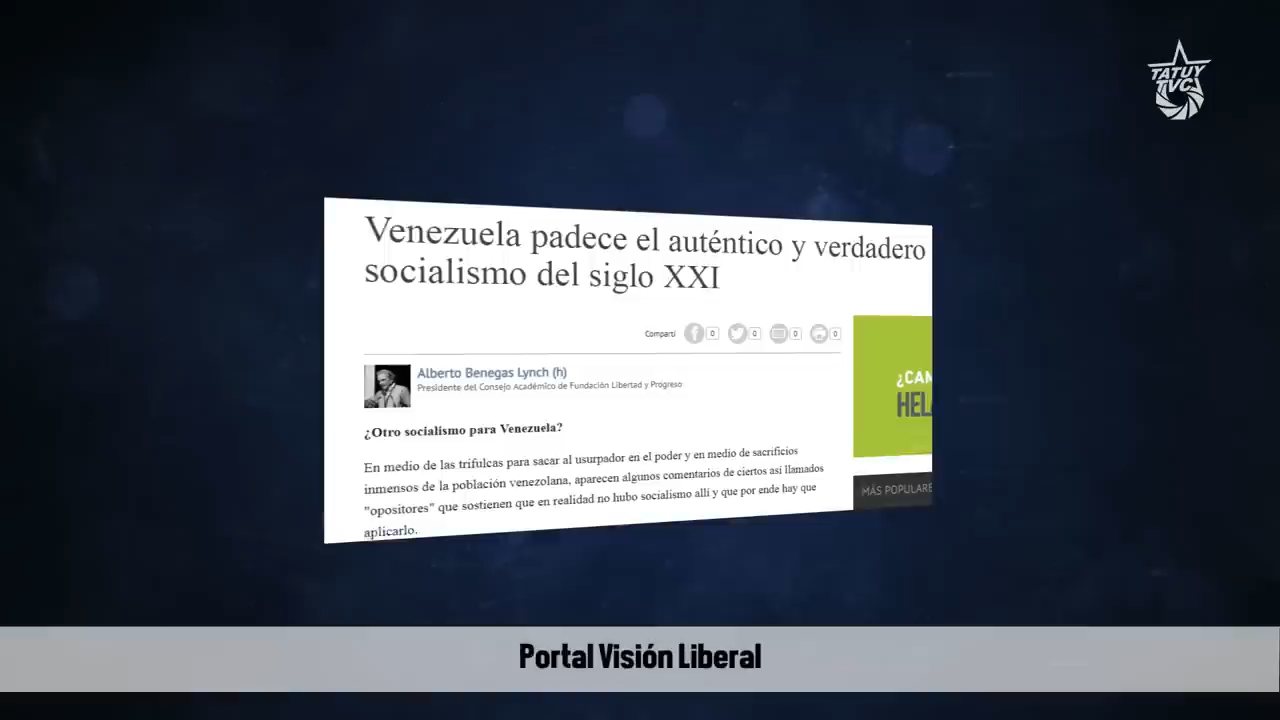 TATUY
TVC
Venezuela padece el auténtico y verdadero
socialismo del siglo XXI
Compartí 0 0 0 0
Alberto Benegas Lynch (h)
Presidente del Consejo Académico de Fundación Libertad y Progreso
¿CAM
HEL
¿Otro socialismo para Venezuela?
En medio de las trifulcas para sacar al usurpador en el poder y en medio de sacrificios
inmensos de la población venezolana, aparecen algunos comentarios de ciertos así llamados
"opositores" que sostienen que en realidad no hubo socialismo allí y que por ende hay que
aplicarlo.
MÁS POPULARE
Portal Visión Liberal